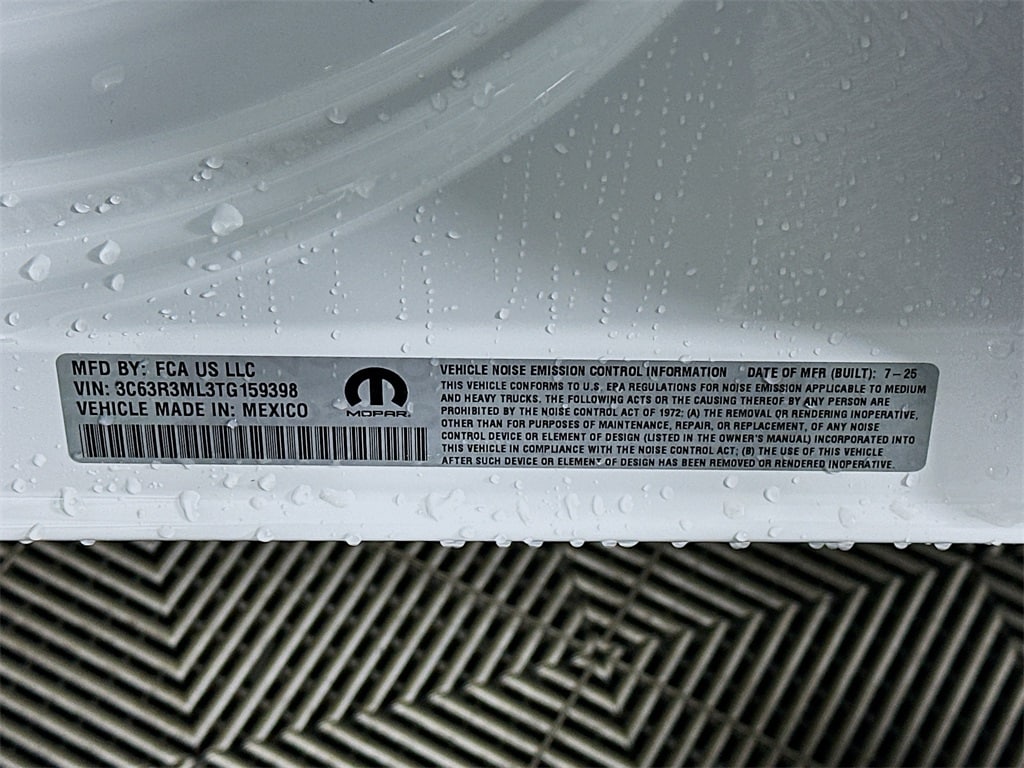 MFD BY: FCA US LLC
VIN: 3C63R3ML3TG159398
VEHICLE MADE IN: MEXICO
MOPAR
VEHICLE NOISE EMISSION CONTROL INFORMATION DATE OF MFR (BUILT): 7-25
THIS VEHICLE CONFORMS TO U.S. EPA REGULATIONS FOR NOISE EMISSION APPLICABLE TO MEDIUM
AND HEAVY TRUCKS. THE FOLLOWING ACTS OR THE CAUSING THEREOF BY ANY PERSON ARE
PROHIBITED BY THE NOISE CONTROL ACT OF 1972; (A) THE REMOVAL OR RENDERING INOPERATIVE,
OTHER THAN FOR PURPOSES OF MAINTENANCE, REPAIR, OR REPLACEMENT, OF ANY NOISE
CONTROL DEVICE OR ELEMENT OF DESIGN (LISTED IN THE OWNER'S MANUAL) INCORPORATED INTO
THIS VEHICLE IN COMPLIANCE WITH THE NOISE CONTROL ACT; (B) THE USE OF THIS VEHICLE
AFTER SUCH DEVICE OR ELEMENT OF DESIGN HAS BEEN REMOVED OR RENDERED INOPERATIVE.